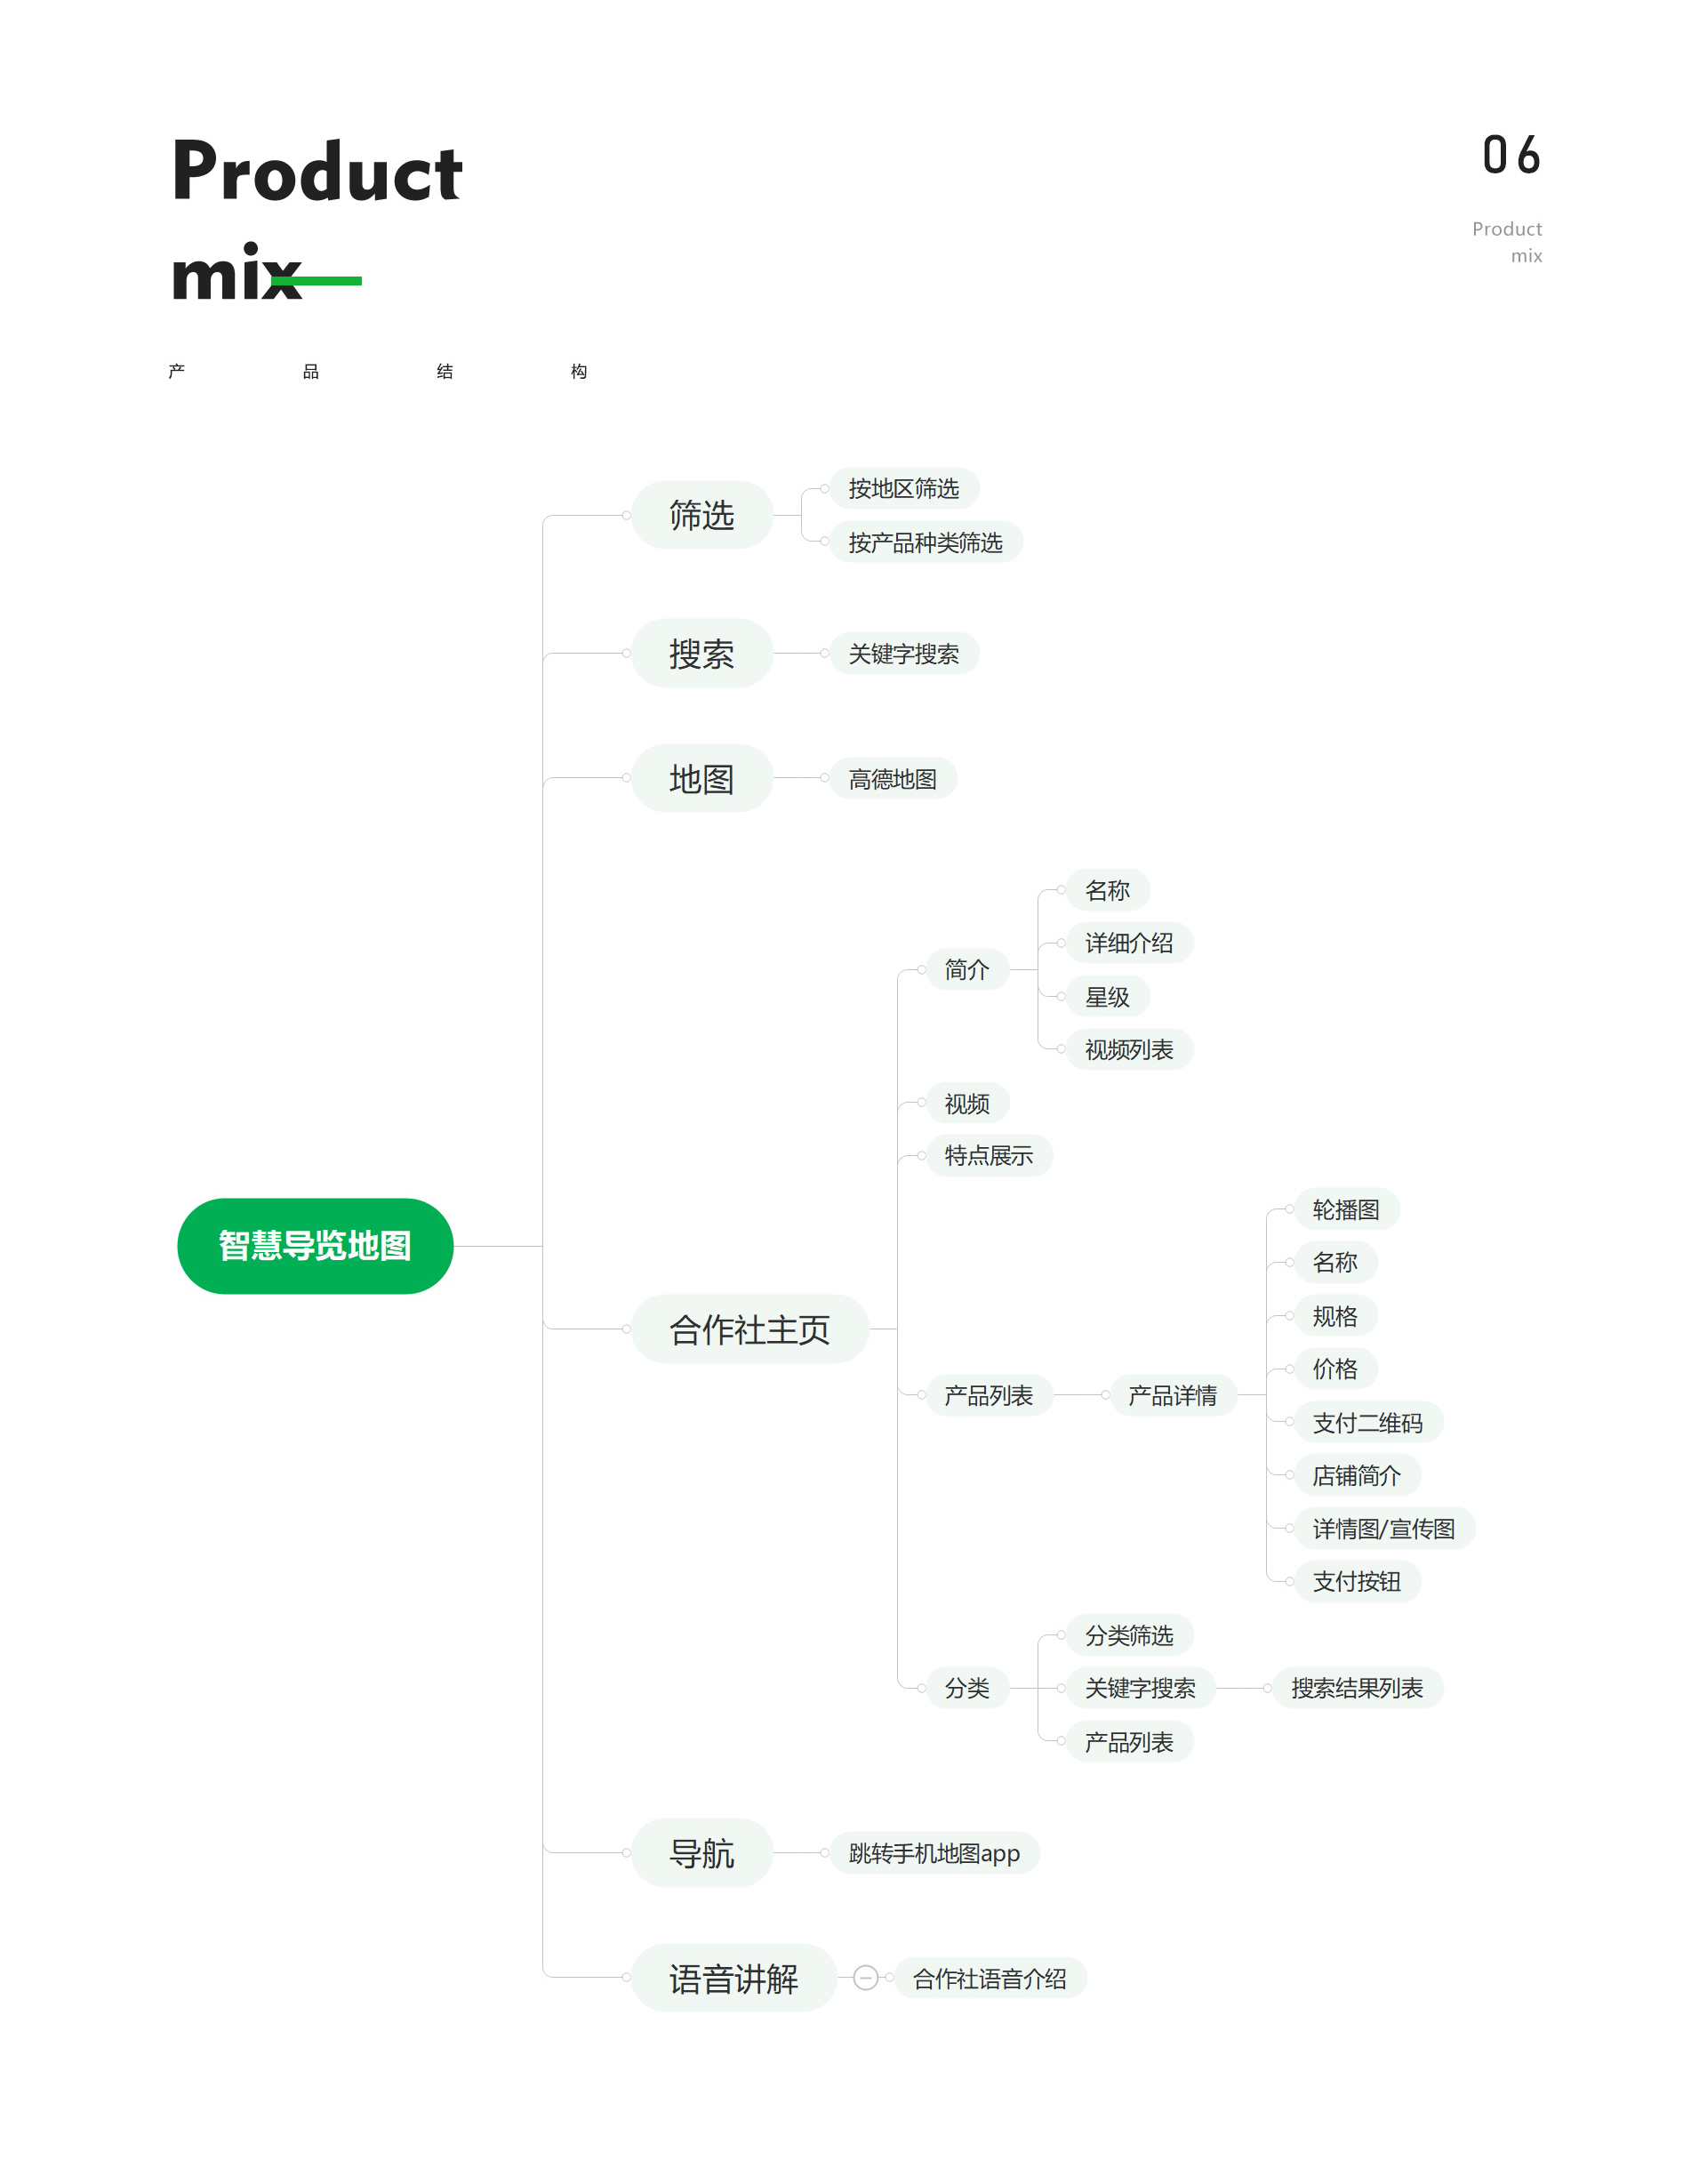 Product
mix
06
Product
mix
产品结构
筛选
按地区筛选
按产品种类筛选
搜索
关键字搜索
地图
高德地图
智慧导览地图
合作社主页
简介
名称
详细介绍
星级
视频列表
视频
特点展示
产品列表
产品详情
轮播图
名称
规格
价格
支付二维码
店铺简介
详情图/宣传图
支付按钮
分类
分类筛选
关键字搜索
搜索结果列表
产品列表
导航
跳转手机地图app
语音讲解
合作社语音介绍